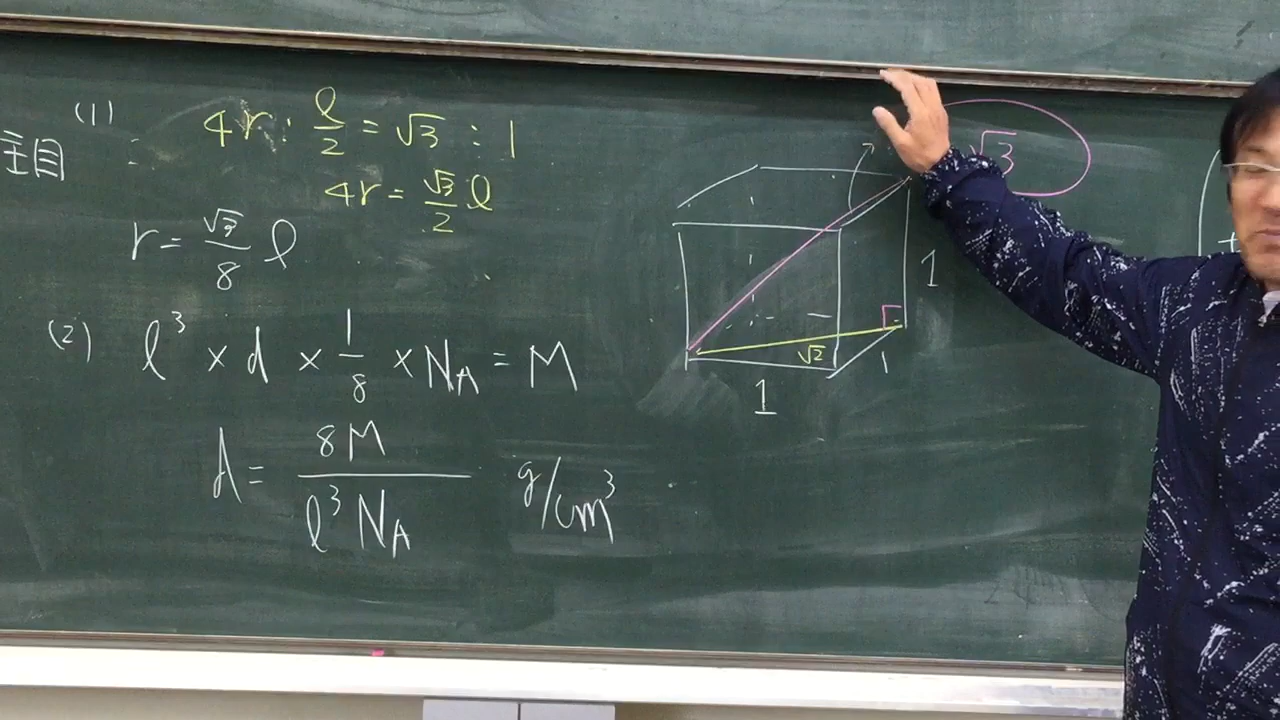 (1)
主目 : 4r : ℓ/2 = √3 : 1
4r = √3/2 ℓ
r = √3/8 ℓ
(2) ℓ³ × d × 1/8 × N_A = M
d = 8M/ℓ³N_A g/cm³
√3
1
√2
1
1